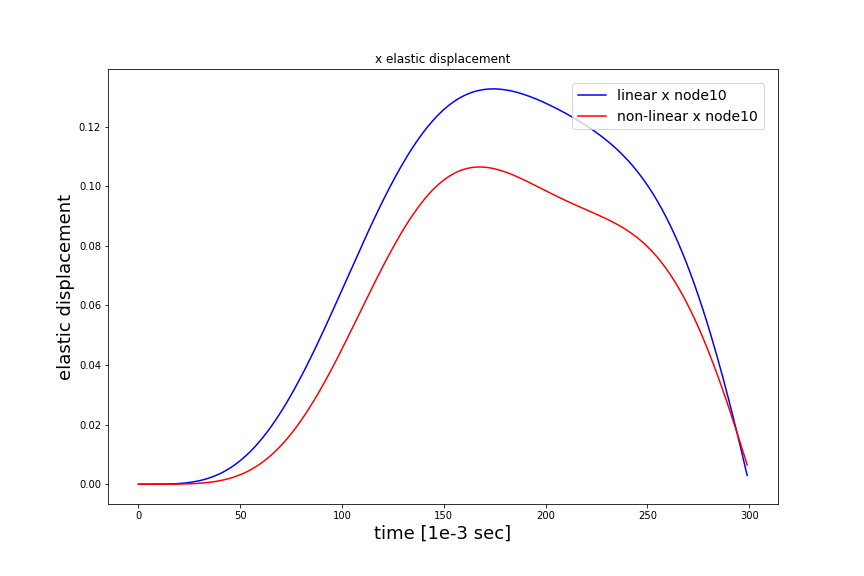 x elastic displacement
linear x node10
non-linear x node10
elastic displacement
0.12
0.10
0.08
0.06
0.04
0.02
0.00
0 50 100 150 200 250 300
time [1e-3 sec]